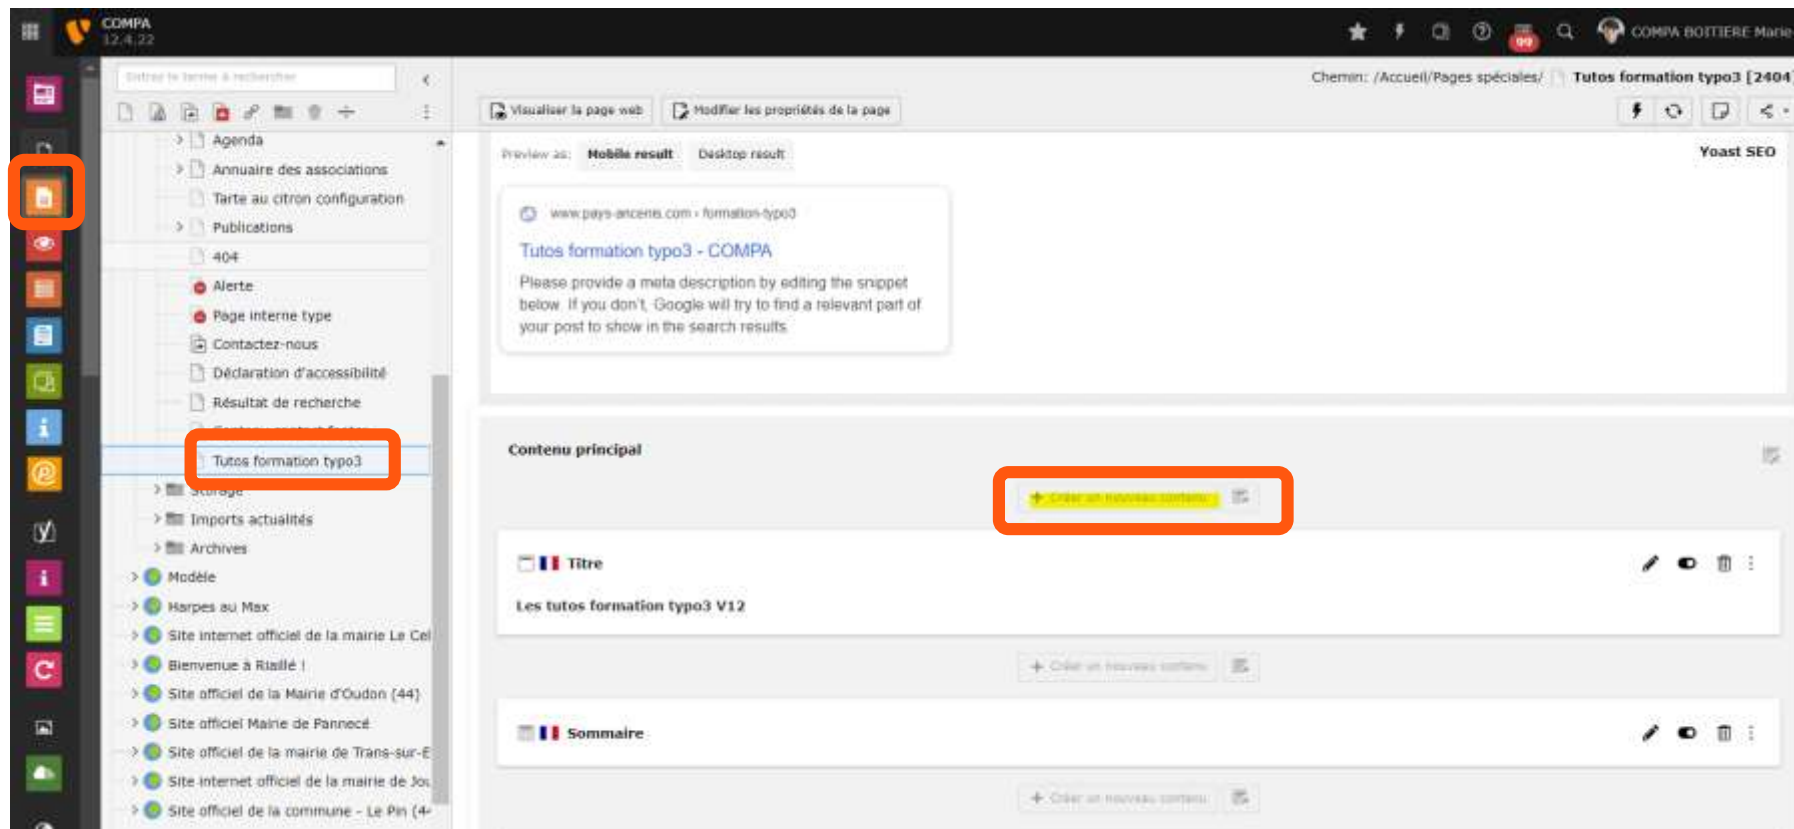 COMPA
12.4.22
99
COMPA BOITTIERE Marie
Entrez le terme à rechercher
Chemin: /Accueil/Pages spéciales/ Tutos formation typo3 [2404]
Visualiser la page web
Modifier les propriétés de la page
Agenda
Annuaire des associations
Tarte au citron configuration
Publications
404
Alerte
Page interne type
Contactez-nous
Déclaration d'accessibilité
Résultat de recherche
Tutos formation typo3
Storage
Imports actualités
Archives
Modèle
Harpes au Max
Site internet officiel de la mairie Le Cel
Bienvenue à Riaillé !
Site officiel de la Mairie d'Oudon (44)
Site officiel Mairie de Pannecé
Site officiel de la mairie de Trans-sur-E
Site internet officiel de la mairie de Jou
Site officiel de la commune - Le Pin (4
Preview as: Mobile result Desktop result
Yoast SEO
www.pays-ancenis.com › formation-typo3
Tutos formation typo3 - COMPA
Please provide a meta description by editing the snippet
below. If you don't, Google will try to find a relevant part of
your post to show in the search results.
Contenu principal
+ Créer un nouveau contenu
Titre
Les tutos formation typo3 V12
+ Créer un nouveau contenu
Sommaire
+ Créer un nouveau contenu